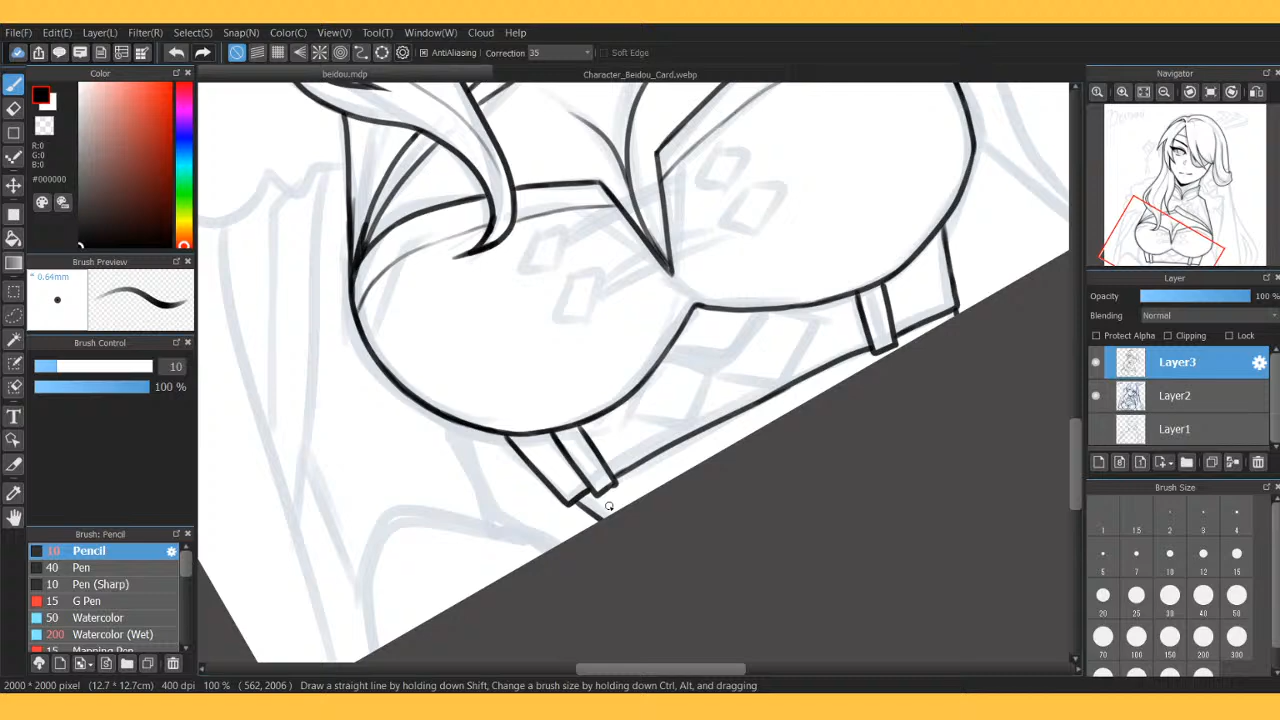 File(F) Edit(E) Layer(L) Filter(R) Select(S) Snap(N) Color(C) View(V) Tool(T) Window(W) Cloud Help
AntiAliasing Correction 35 Soft Edge
Color
beidou.mdp Character_Beidou_Card.webp
Navigator
R:0
G:0
B:0
#000000
Brush Preview
* 0.64mm
Layer
Opacity 100 %
Blending Normal
Protect Alpha Clipping Lock
Brush Control
10
100 %
Layer3
Layer2
Layer1
Brush Size
1 1.5 2 3 4
5 7 10 12 15
20 25 30 40 50
70 100 150 200 300
Brush: Pencil
10 Pencil
40 Pen
10 Pen (Sharp)
15 G Pen
50 Watercolor
200 Watercolor (Wet)
15 Mapping Pen
2000 * 2000 pixel (12.7 * 12.7cm) 400 dpi 100 % ( 562, 2006 ) Draw a straight line by holding down Shift, Change a brush size by holding down Ctrl, Alt, and dragging